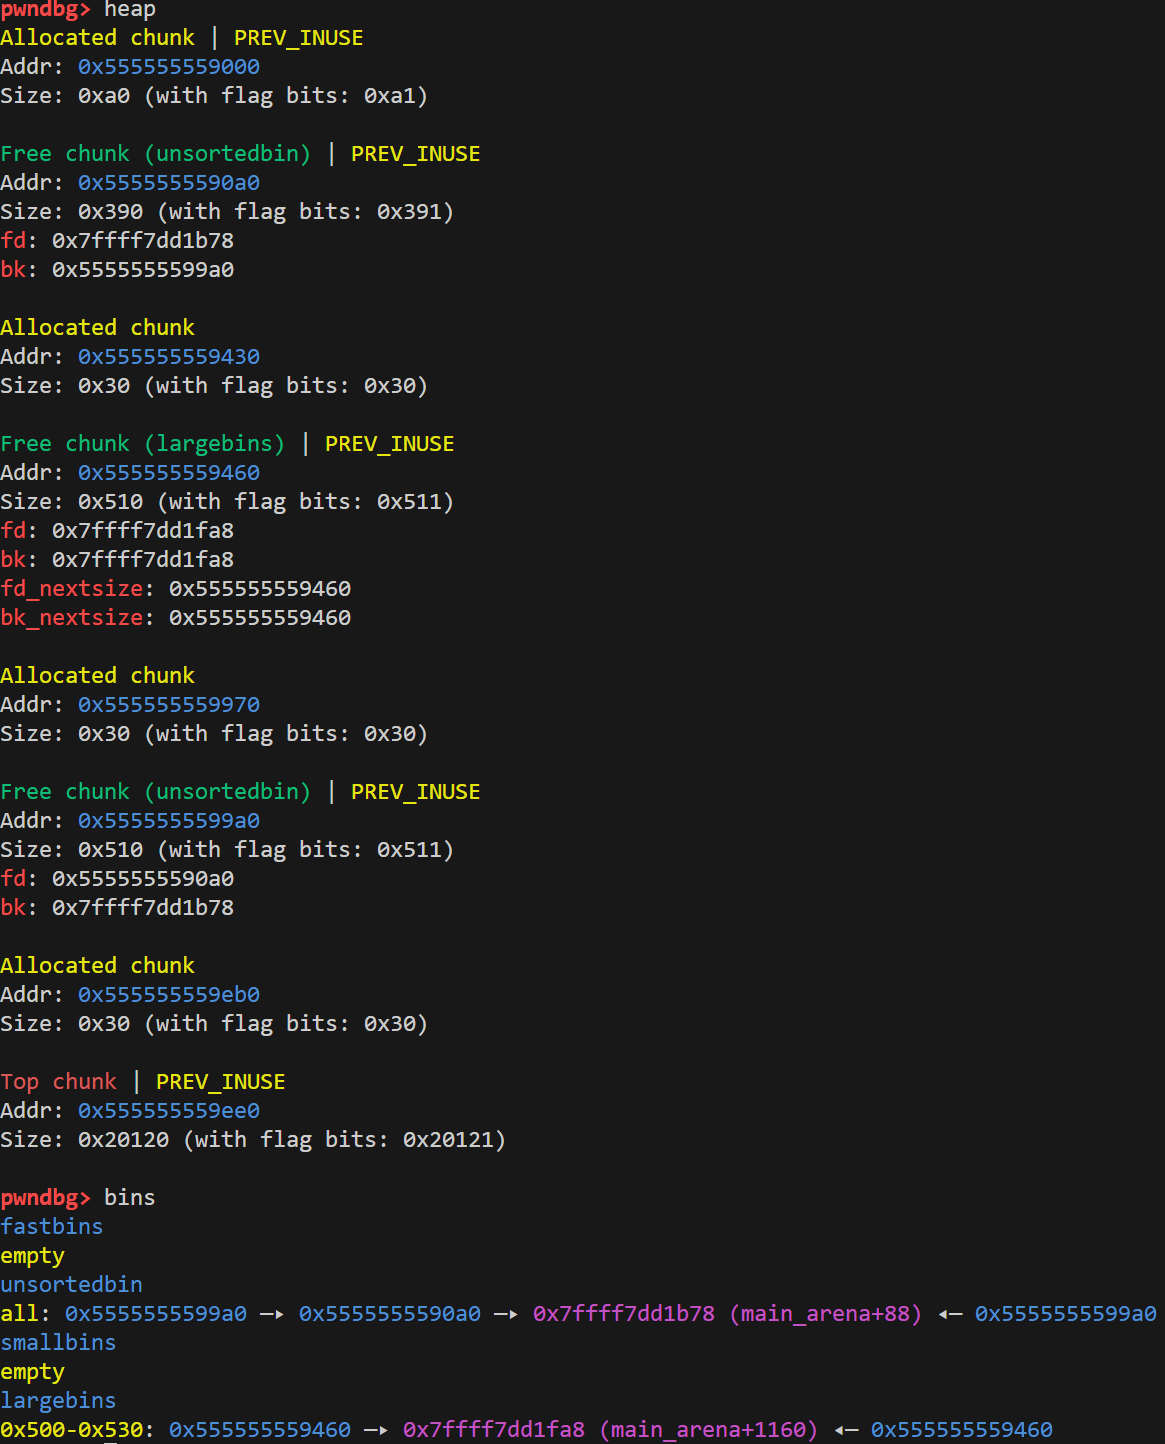 pwndbg> heap
Allocated chunk | PREV_INUSE
Addr: 0x555555559000
Size: 0xa0 (with flag bits: 0xa1)
Free chunk (unsortedbin) | PREV_INUSE
Addr: 0x5555555590a0
Size: 0x390 (with flag bits: 0x391)
fd: 0x7ffff7dd1b78
bk: 0x5555555599a0
Allocated chunk
Addr: 0x555555559430
Size: 0x30 (with flag bits: 0x30)
Free chunk (largebins) | PREV_INUSE
Addr: 0x555555559460
Size: 0x510 (with flag bits: 0x511)
fd: 0x7ffff7dd1fa8
bk: 0x7ffff7dd1fa8
fd_nextsize: 0x555555559460
bk_nextsize: 0x555555559460
Allocated chunk
Addr: 0x555555559970
Size: 0x30 (with flag bits: 0x30)
Free chunk (unsortedbin) | PREV_INUSE
Addr: 0x5555555599a0
Size: 0x510 (with flag bits: 0x511)
fd: 0x5555555590a0
bk: 0x7ffff7dd1b78
Allocated chunk
Addr: 0x555555559eb0
Size: 0x30 (with flag bits: 0x30)
Top chunk | PREV_INUSE
Addr: 0x555555559ee0
Size: 0x20120 (with flag bits: 0x20121)
pwndbg> bins
fastbins
empty
unsortedbin
all: 0x5555555599a0 —▸ 0x5555555590a0 —▸ 0x7ffff7dd1b78 (main_arena+88) ◂— 0x5555555599a0
smallbins
empty
largebins
0x500-0x530: 0x555555559460 —▸ 0x7ffff7dd1fa8 (main_arena+1160) ◂— 0x555555559460